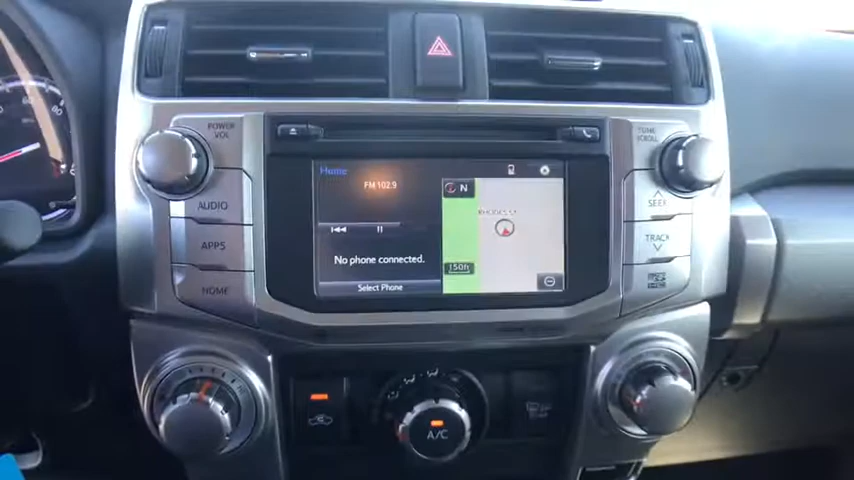 POWER
VOL
TUNE
SCROLL
AUDIO
APPS
HOME
SEEK
TRACK
Home
FM 102.9
No phone connected.
Select Phone
N
150ft
A/C